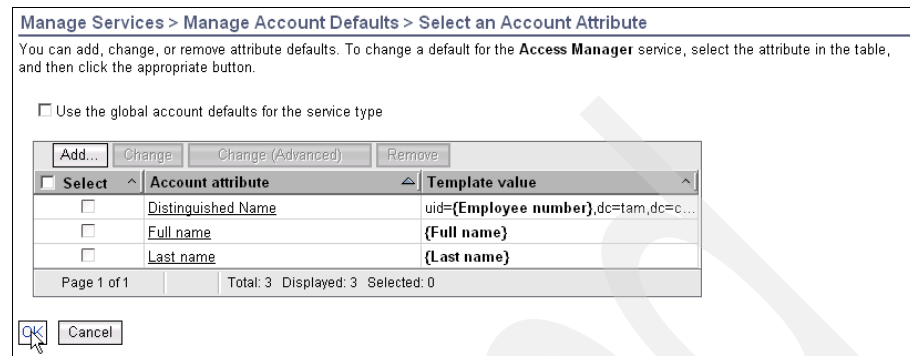 Manage Services > Manage Account Defaults > Select an Account Attribute
You can add, change, or remove attribute defaults. To change a default for the Access Manager service, select the attribute in the table,
and then click the appropriate button.
Use the global account defaults for the service type
Add... Change Change (Advanced) Remove
Select ^ Account attribute Template value ^
Distinguished Name uid={Employee number},dc=tam,dc=c...
Full name {Full name}
Last name {Last name}
Page 1 of 1 Total: 3 Displayed: 3 Selected: 0
OK Cancel